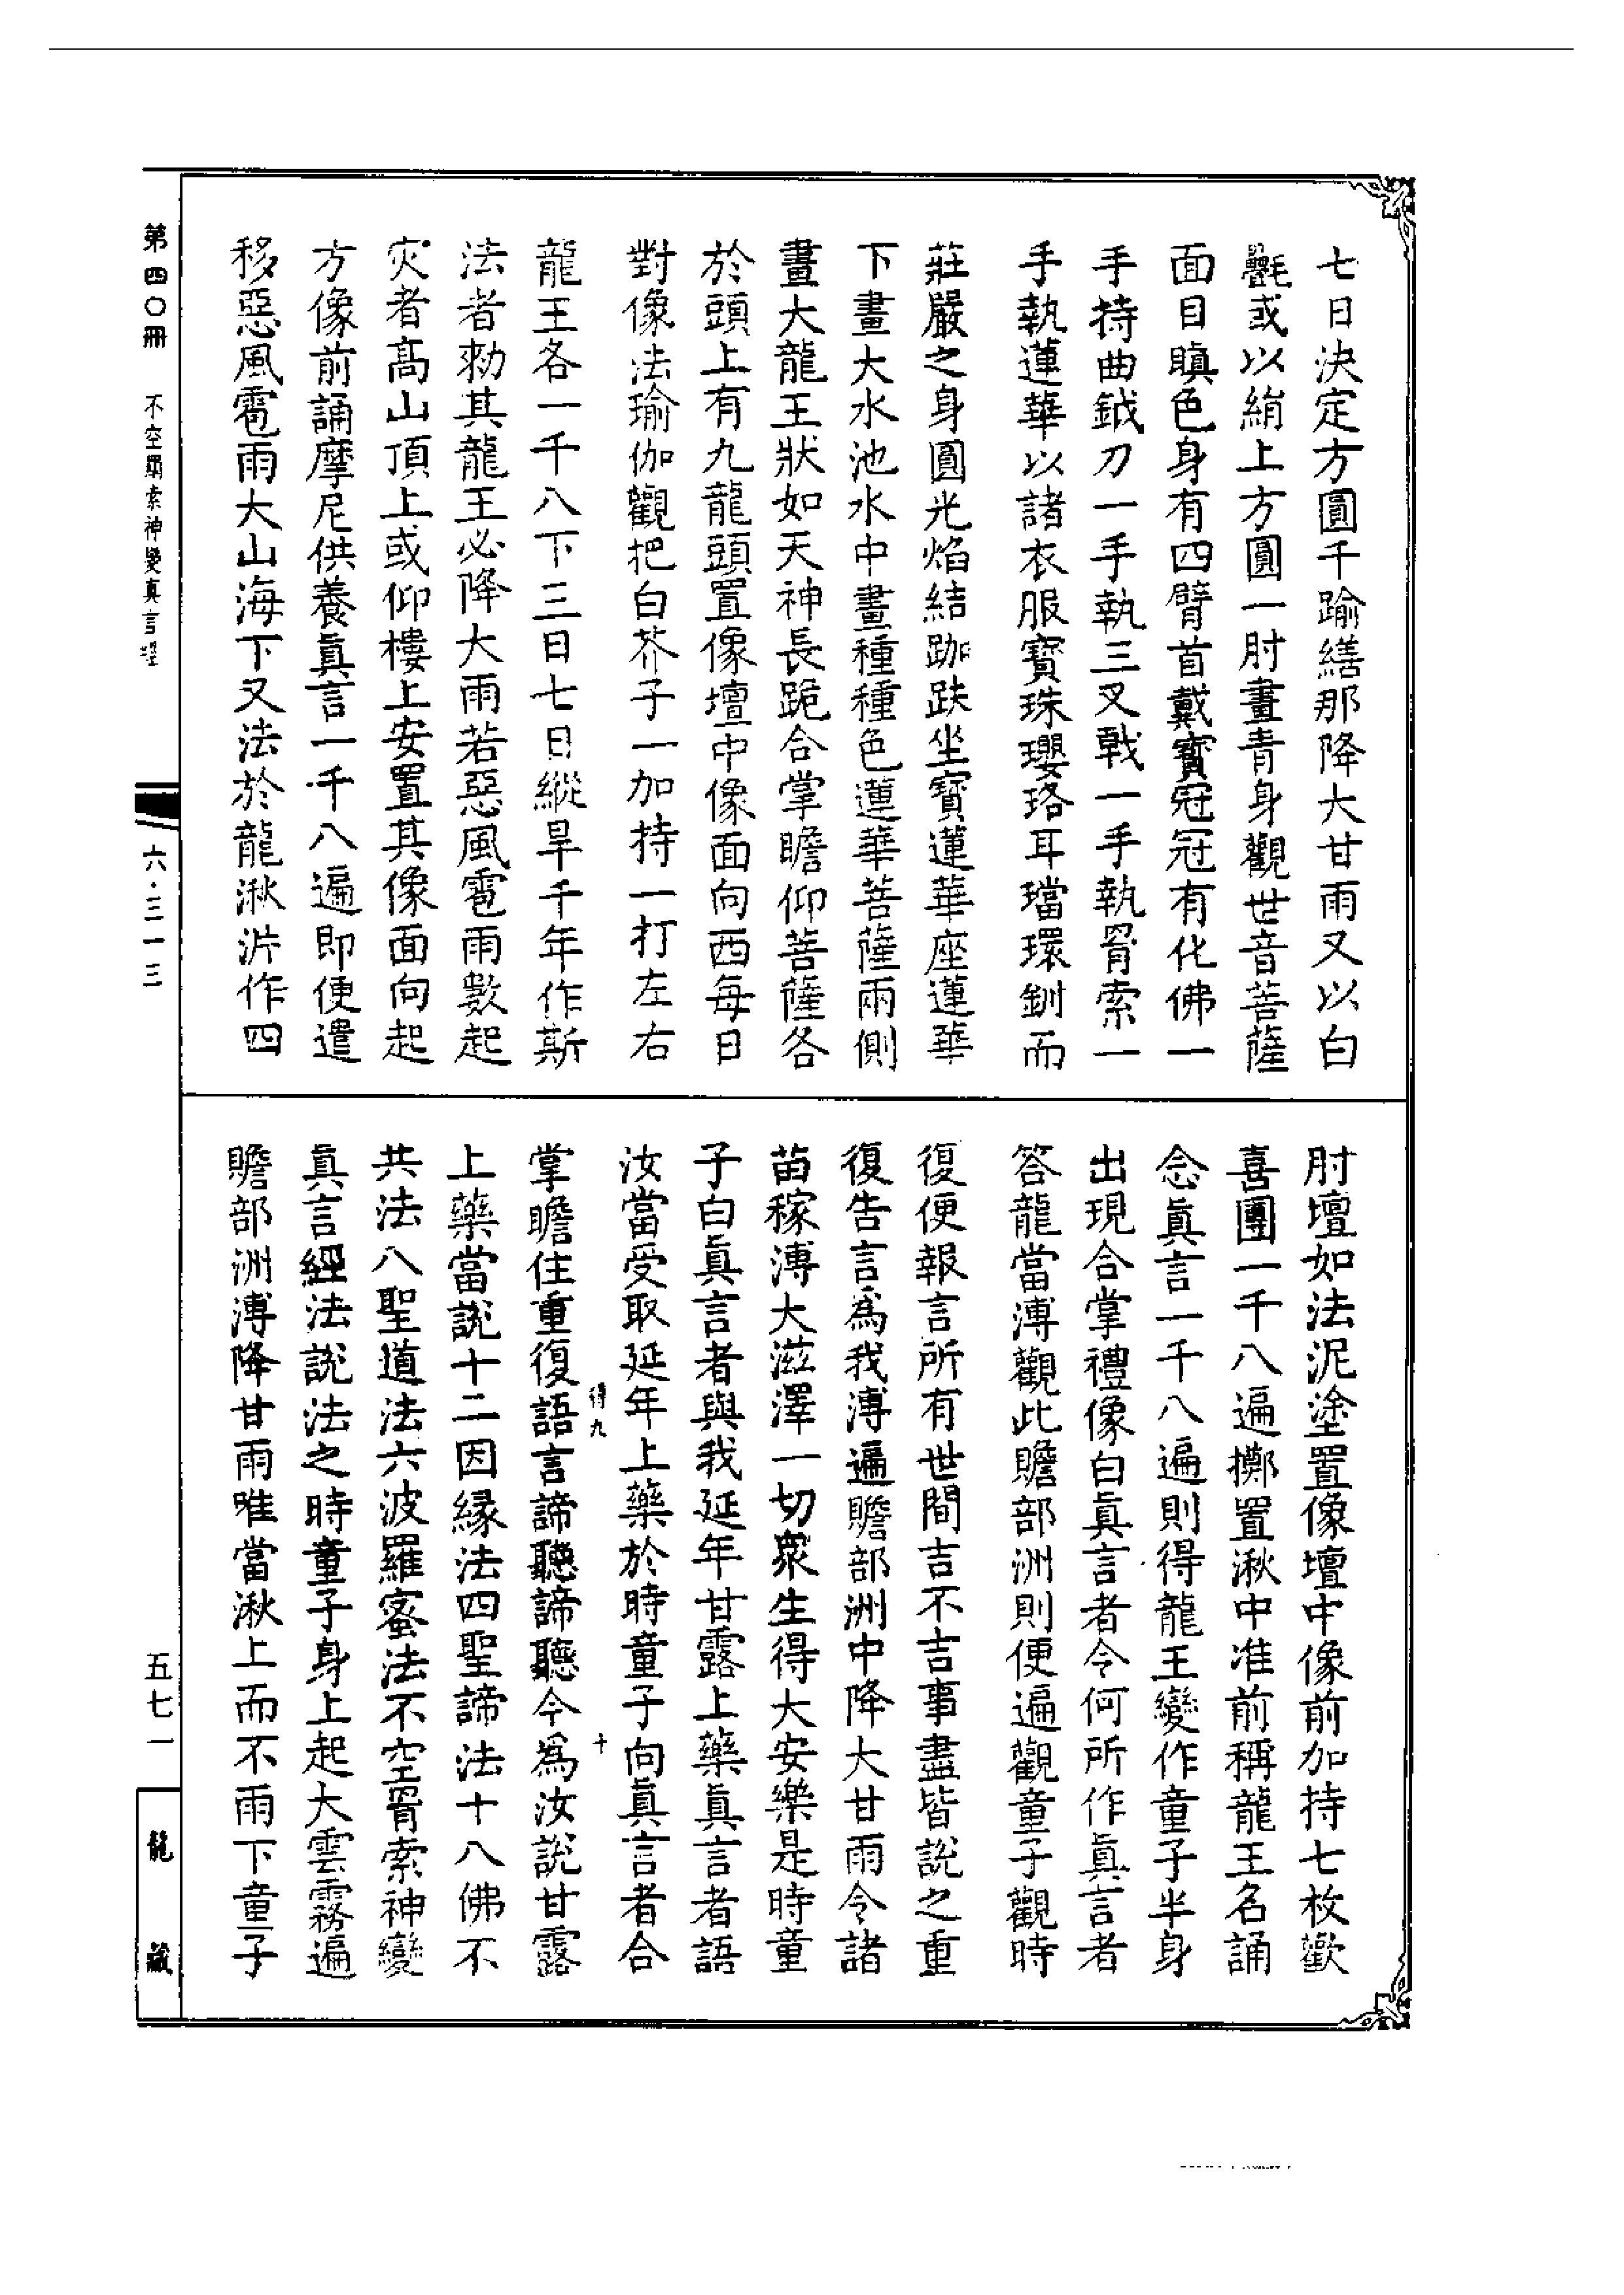 七日決定方圓千踰繕那降大甘雨又以白
氎或以絹上方圓一肘畫青身觀世音菩薩
面目瞋色身有四臂首戴寶冠冠有化佛一
手持曲鉞刀一手執三叉戟一手執罥索一
手執蓮華以諸衣服寶珠瓔珞耳璫環釧而
莊嚴之身圓光焰結跏趺坐寶蓮華座蓮華
下畫大水池水中畫種種色蓮華菩薩兩側
畫大龍王狀如天神長跪合掌瞻仰菩薩各
於頭上有九龍頭置像壇中像面向西每日
對像法瑜伽觀把白芥子一加持一打左右
龍王各一千八下三日七日縱旱千年作斯
法者勑其龍王必降大雨若惡風雹雨數起
灾者髙山頂上或仰樓上安置其像面向起
方像前誦摩尼供養眞言一千八遍即便遣
移惡風雹雨大山海下又法於龍湫泲作四
肘壇如法泥塗置像壇中像前加持七枚歡
喜團一千八遍擲置湫中准前稱龍王名誦
念眞言一千八遍則得龍王變作童子半身
出現合掌禮像白眞言者今何所作眞言者
答龍當溥觀此贍部洲則便遍觀童子觀時
復便報言所有世間吉不吉事盡皆說之重
復告言為我溥遍贍部洲中降大甘雨令諸
苗稼溥大滋澤一切衆生得大安樂是時童
子白眞言者與我延年甘露上藥眞言者語
汝當受取延年上藥於時童子向眞言者合
得九 十
掌瞻住重復語言諦聽諦聽今為汝說甘露
上藥當說十二因緣法四聖諦法十八佛不
共法八聖道法六波羅蜜法不空罥索神變
眞言經法說法之時童子身上起大雲霧遍
贍部洲溥降甘雨唯當湫上而不雨下童子
第四〇冊 不空罥索神變真言經
六·三一三
五七一
龍藏